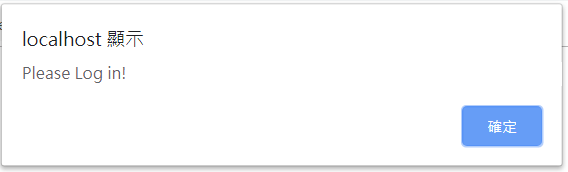 localhost 顯示
Please Log in!
確定